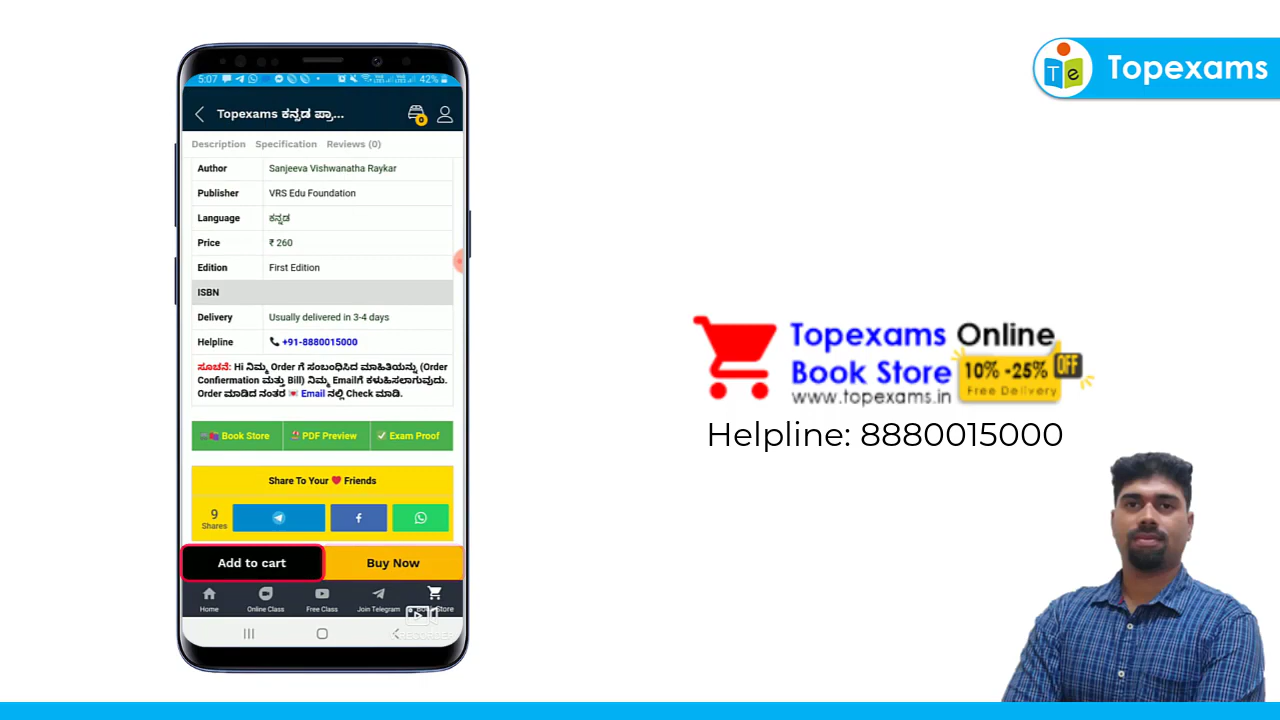 5:07
42%
Topexams ಕನ್ನಡ ಪ್ರಾ...
0
Description Specification Reviews (0)
Author Sanjeeva Vishwanatha Raykar
Publisher VRS Edu Foundation
Language ಕನ್ನಡ
Price ₹ 260
Edition First Edition
ISBN
Delivery Usually delivered in 3-4 days
Helpline +91-8880015000
ಸೂಚನೆ: Hi ನಿಮ್ಮ Order ಗೆ ಸಂಬಂಧಿಸಿದ ಮಾಹಿತಿಯನ್ನು (Order
Confiermation ಮತ್ತು Bill) ನಿಮ್ಮ Emailಗೆ ಕಳುಹಿಸಲಾಗುವುದು.
Order ಮಾಡಿದ ನಂತರ 💌 Email ನಲ್ಲಿ Check ಮಾಡಿ.
Book Store PDF Preview Exam Proof
Share To Your ❤ Friends
9
Shares
Add to cart Buy Now
Home Online Class Free Class Join Telegram Book Store
Te
Topexams
Topexams Online
Book Store
10% -25% OFF
Free Delivery
www.topexams.in
Helpline: 8880015000